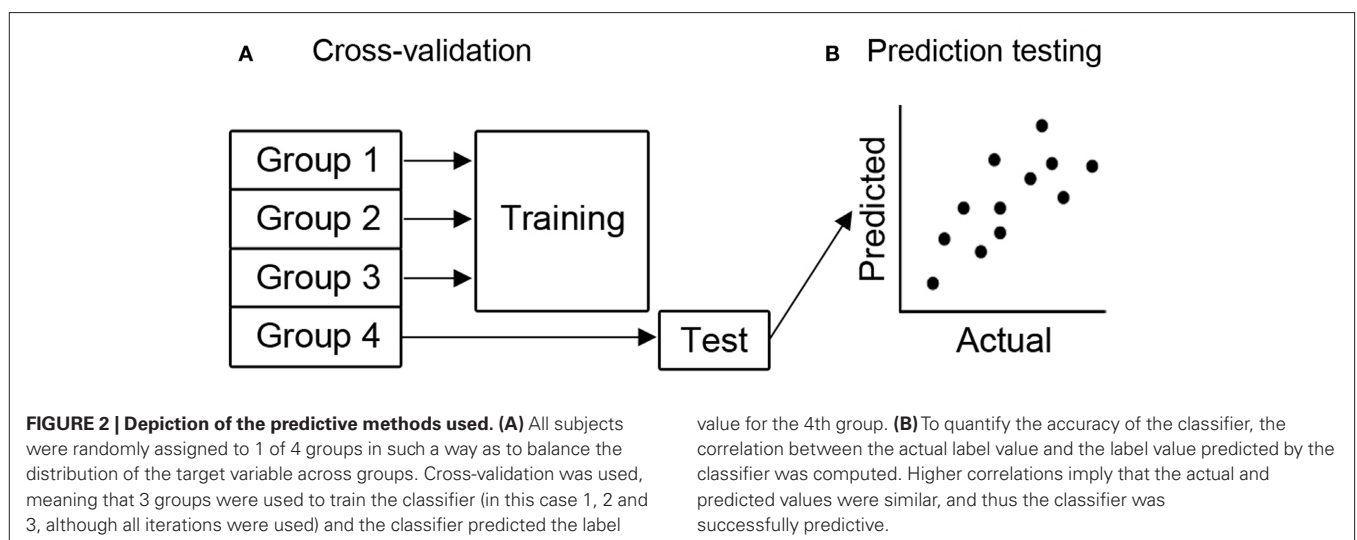 A Cross-validation
Group 1
Group 2
Group 3
Group 4
Training
Test
B Prediction testing
Predicted
Actual
FIGURE 2 | Depiction of the predictive methods used. (A) All subjects
were randomly assigned to 1 of 4 groups in such a way as to balance the
distribution of the target variable across groups. Cross-validation was used,
meaning that 3 groups were used to train the classifier (in this case 1, 2 and
3, although all iterations were used) and the classifier predicted the label
value for the 4th group. (B) To quantify the accuracy of the classifier, the
correlation between the actual label value and the label value predicted by the
classifier was computed. Higher correlations imply that the actual and
predicted values were similar, and thus the classifier was
successfully predictive.